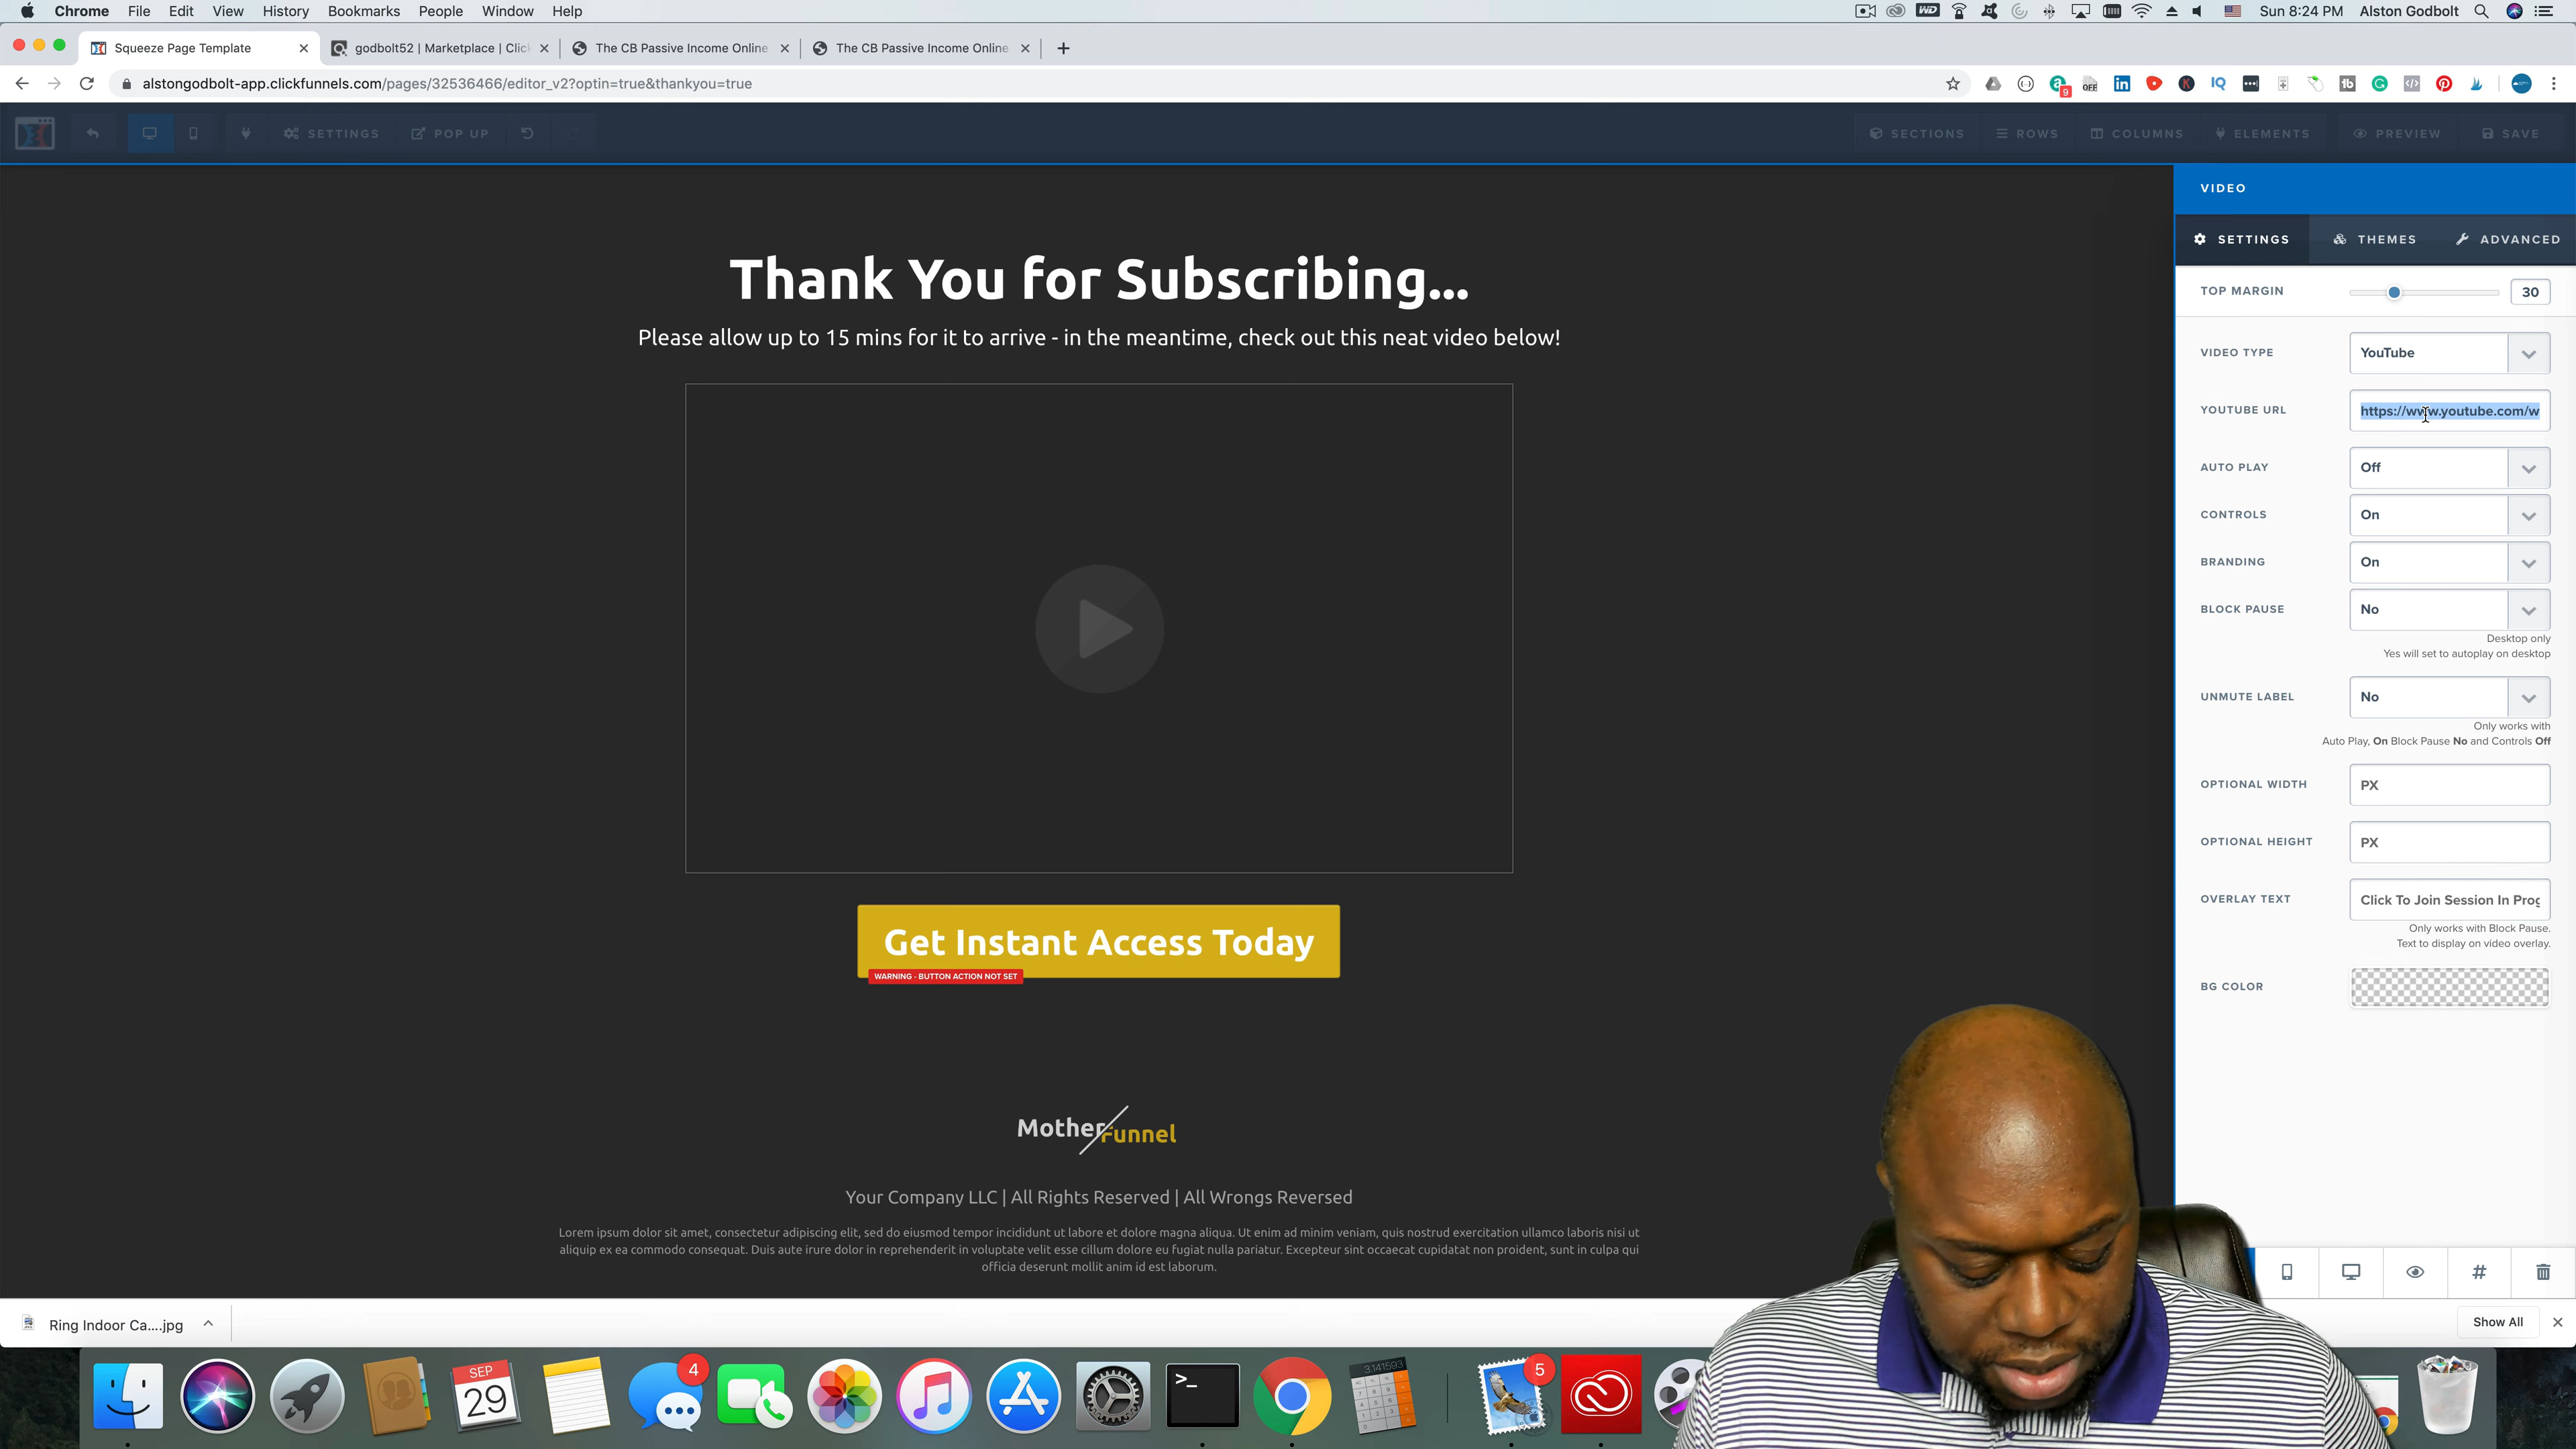 Chrome File Edit View History Bookmarks People Window Help
WD
Sun 8:24 PM Alston Godbolt
Squeeze Page Template
godbolt52 | Marketplace | Clic
The CB Passive Income Online
The CB Passive Income Online
alstongodbolt-app.clickfunnels.com/pages/32536466/editor_v2?optin=true&thankyou=true
SETTINGS POP UP
SECTIONS ROWS COLUMNS ELEMENTS PREVIEW SAVE
VIDEO
SETTINGS THEMES ADVANCED
TOP MARGIN 30
VIDEO TYPE YouTube
YOUTUBE URL https://www.youtube.com/w
AUTO PLAY Off
CONTROLS On
BRANDING On
BLOCK PAUSE No
Desktop only
Yes will set to autoplay on desktop
UNMUTE LABEL No
Only works with
Auto Play, On Block Pause No and Controls Off
OPTIONAL WIDTH PX
OPTIONAL HEIGHT PX
OVERLAY TEXT Click To Join Session In Prog
Only works with Block Pause.
Text to display on video overlay.
BG COLOR
Thank You for Subscribing...
Please allow up to 15 mins for it to arrive - in the meantime, check out this neat video below!
Get Instant Access Today
WARNING - BUTTON ACTION NOT SET
Mother Funnel
Your Company LLC | All Rights Reserved | All Wrongs Reversed
Lorem ipsum dolor sit amet, consectetur adipiscing elit, sed do eiusmod tempor incididunt ut labore et dolore magna aliqua. Ut enim ad minim veniam, quis nostrud exercitation ullamco laboris nisi ut
aliquip ex ea commodo consequat. Duis aute irure dolor in reprehenderit in voluptate velit esse cillum dolore eu fugiat nulla pariatur. Excepteur sint occaecat cupidatat non proident, sunt in culpa qui
officia deserunt mollit anim id est laborum.
Ring Indoor Ca....jpg
Show All
SEP
29
4
3.141593
5